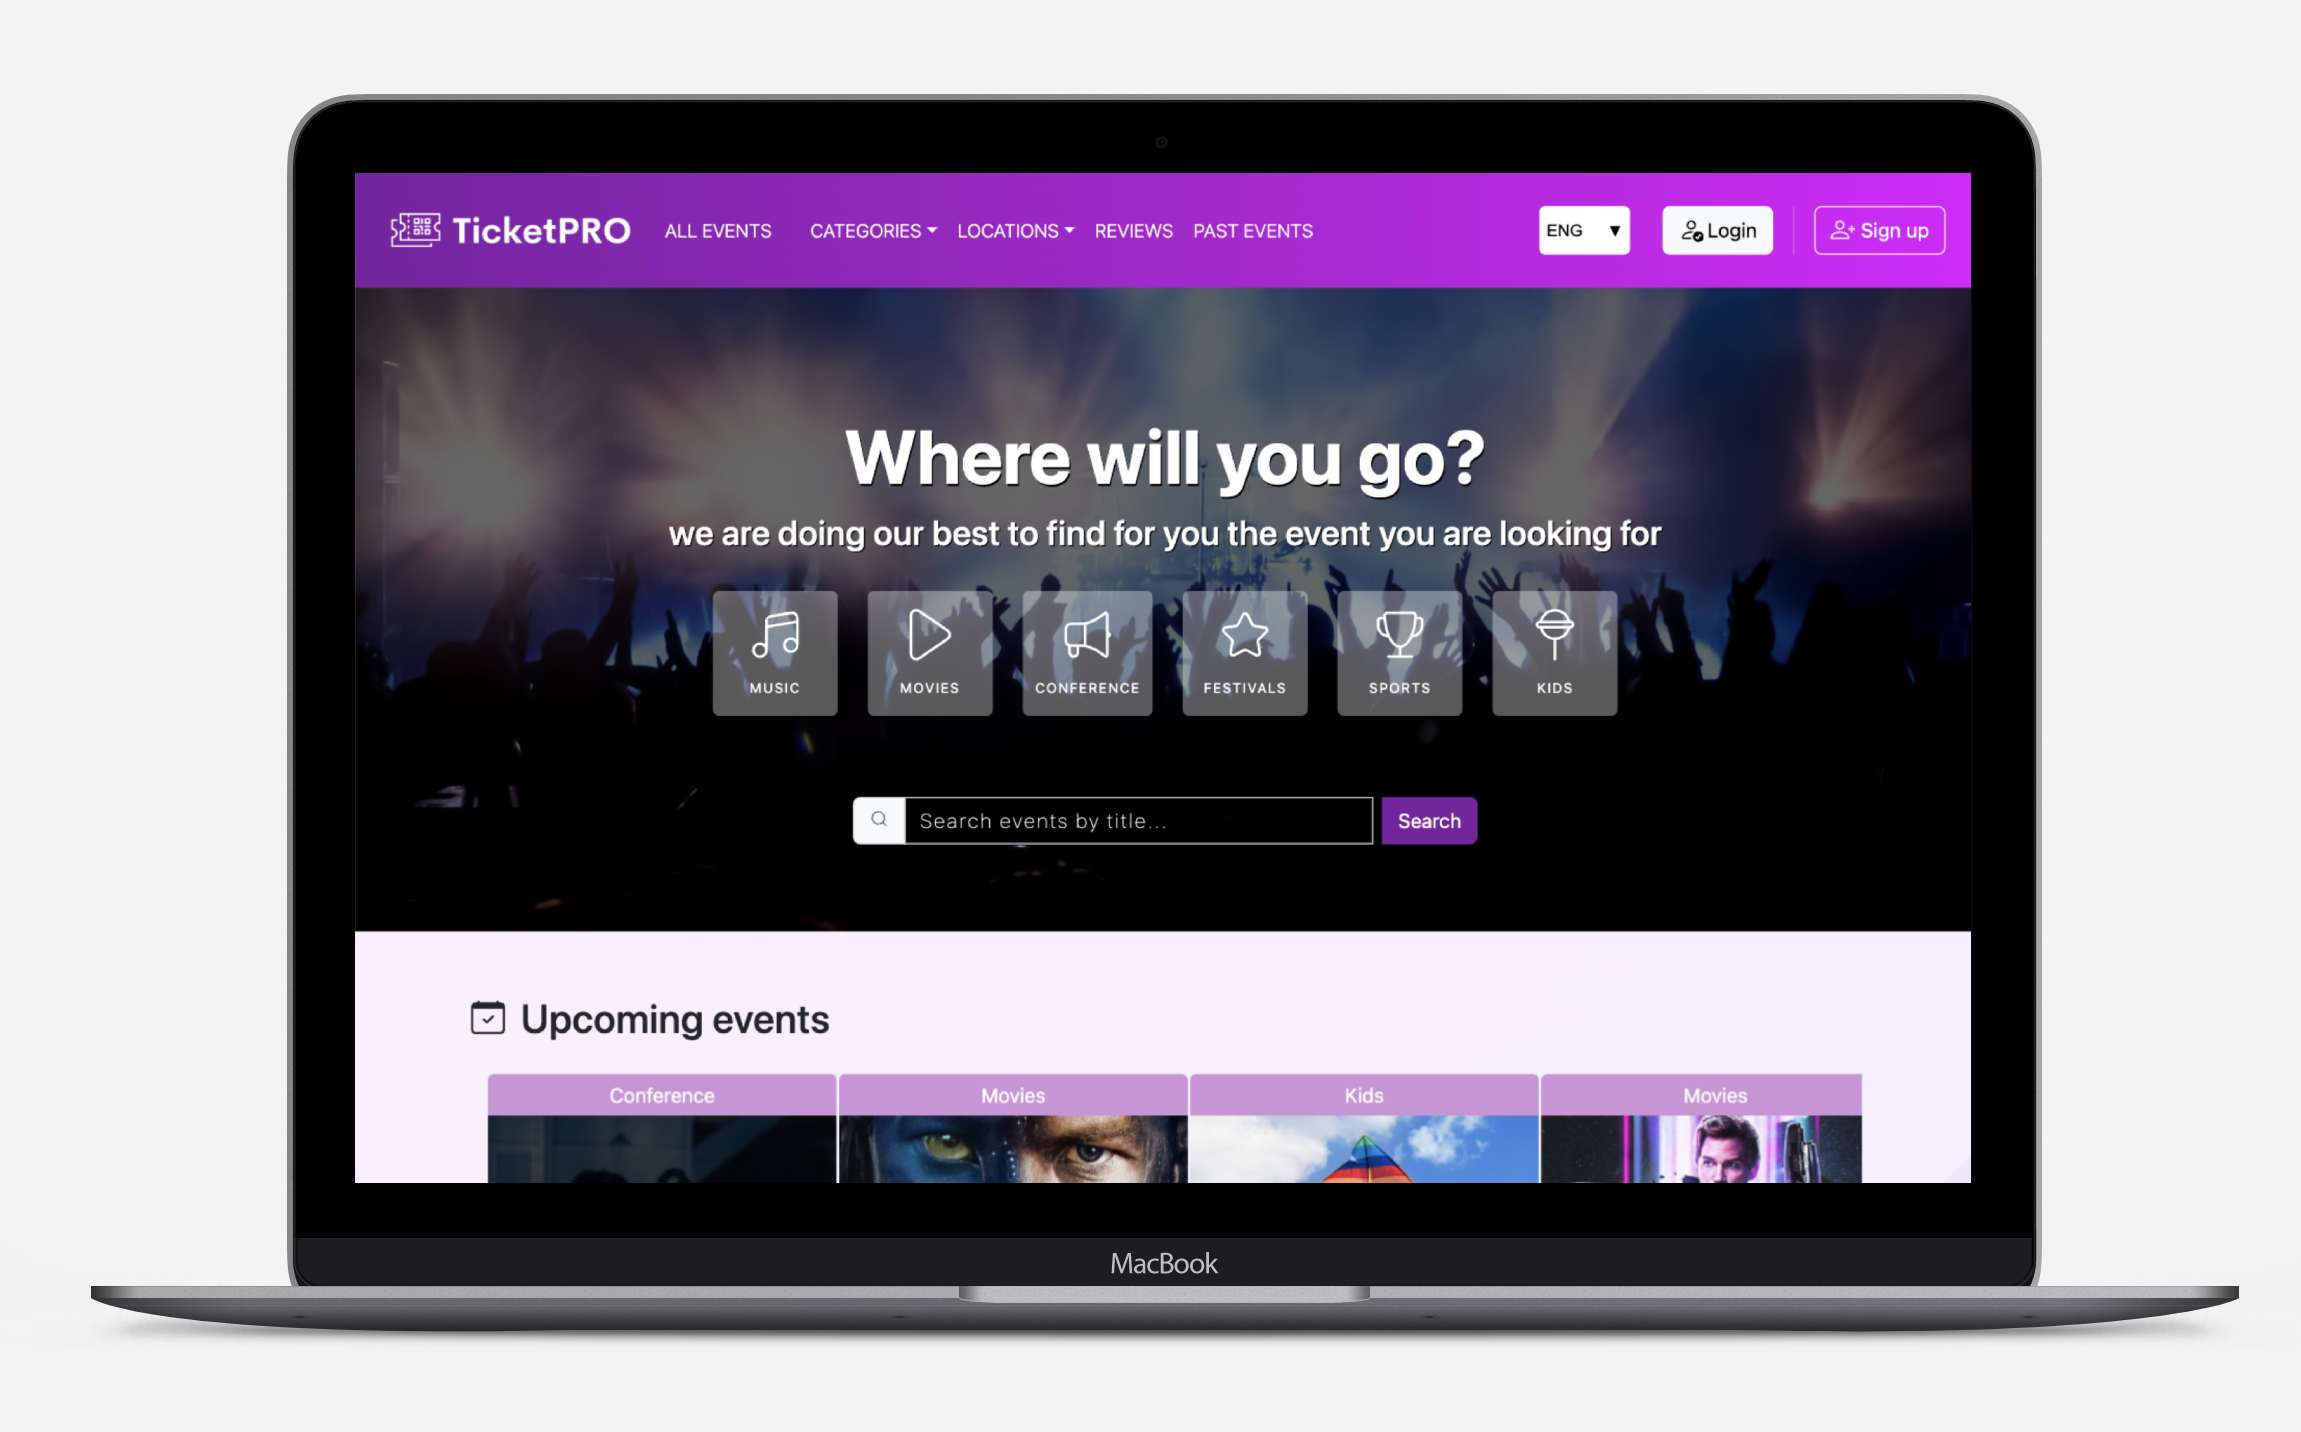 TicketPRO ALL EVENTS CATEGORIES LOCATIONS REVIEWS PAST EVENTS ENG Login Sign up
Where will you go?
we are doing our best to find for you the event you are looking for
MUSIC MOVIES CONFERENCE FESTIVALS SPORTS KIDS
Search events by title... Search
Upcoming events
Conference Movies Kids Movies
MacBook